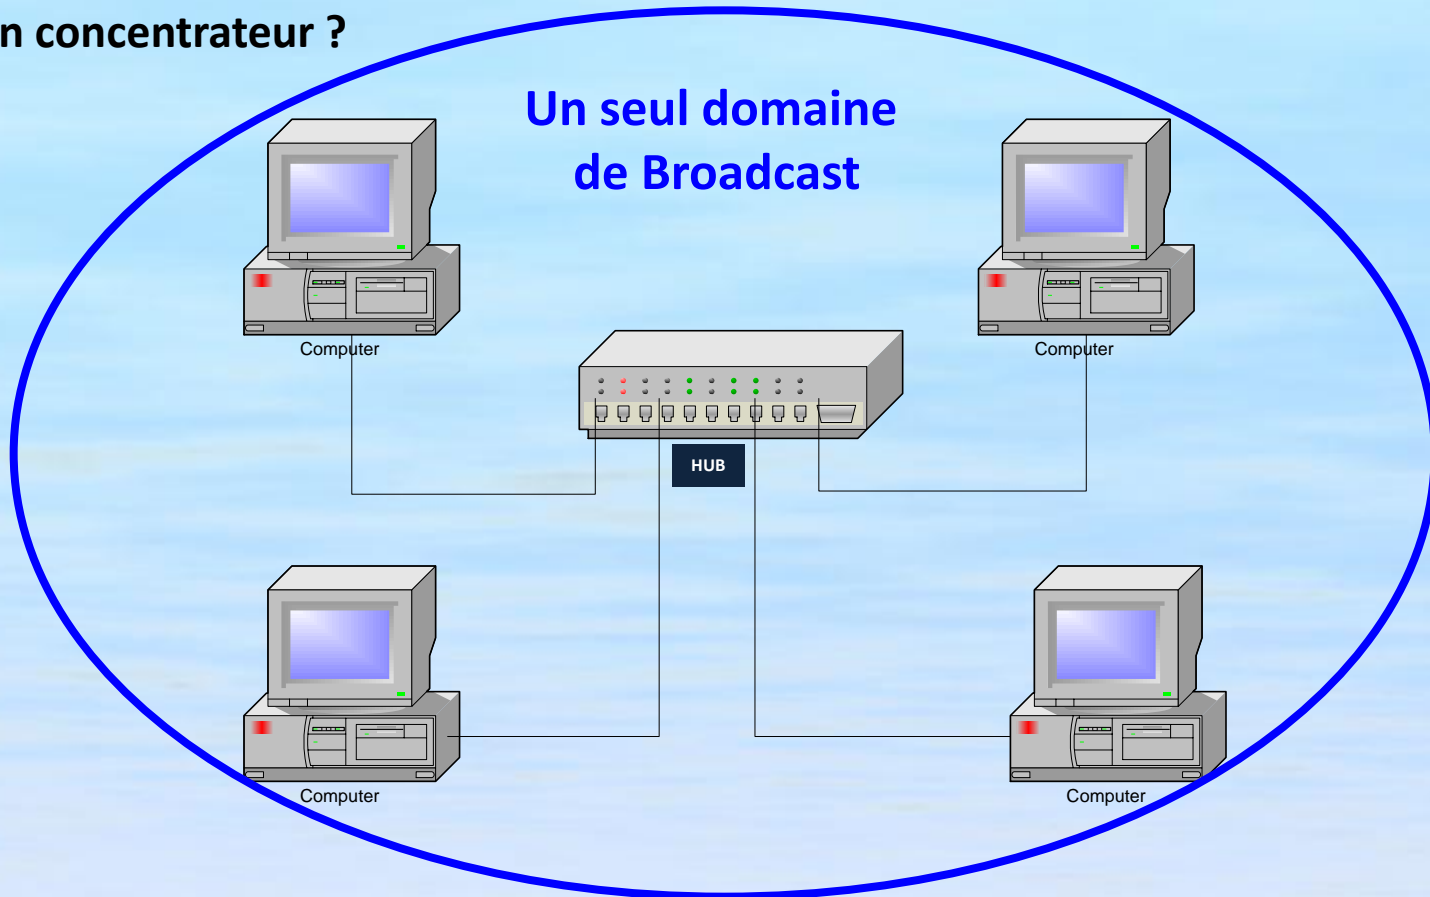 n concentrateur ?
Un seul domaine
de Broadcast
Computer
Computer
HUB
Computer
Computer